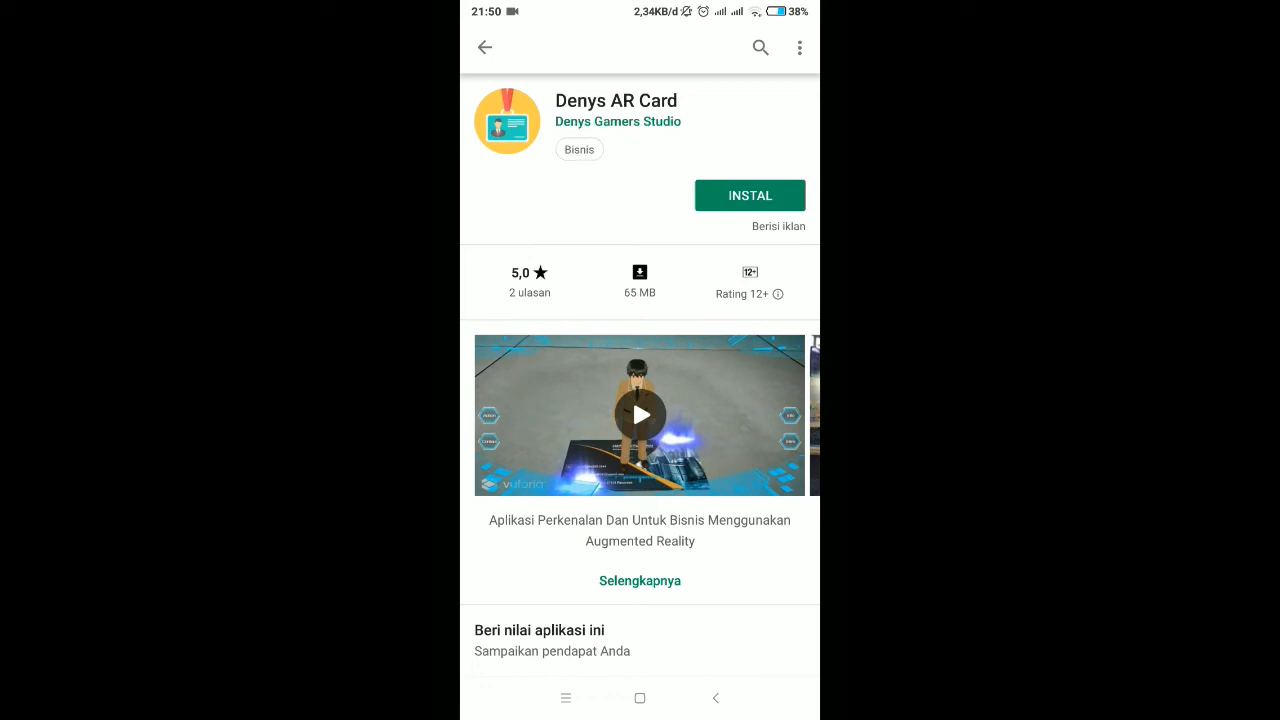 21:50 2,34KB/d 38%
Denys AR Card
Denys Gamers Studio
Bisnis
INSTAL
Berisi iklan
5,0 ★ 12+
2 ulasan 65 MB Rating 12+
vuforia
Aplikasi Perkenalan Dan Untuk Bisnis Menggunakan
Augmented Reality
Selengkapnya
Beri nilai aplikasi ini
Sampaikan pendapat Anda